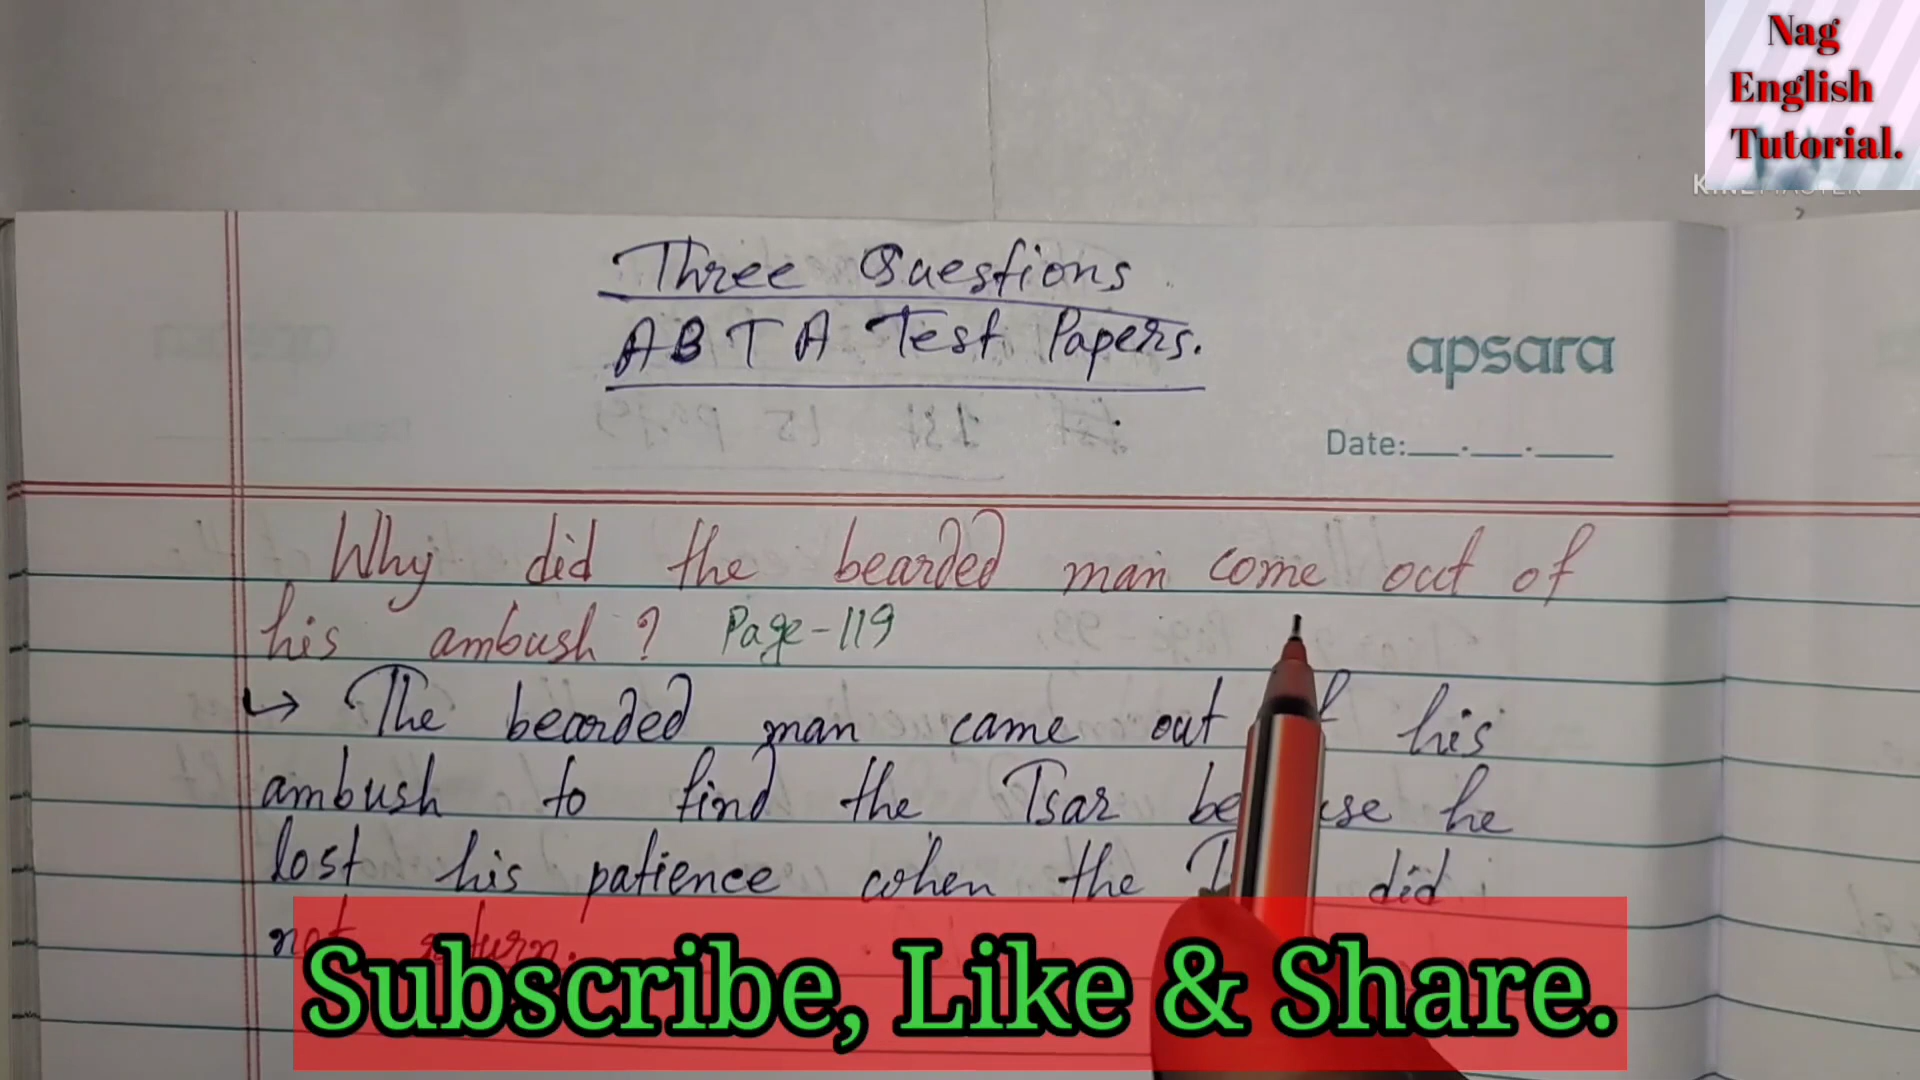 Nag
English
Tutorial.
Three Questions
ABTA Test Papers.
apsara
Date:
Why did the bearded man come out of
his ambush? Page-119
↳ The bearded man came out his
ambush to find the Tsar he
lost his patience when the did
not return.
Subscribe, Like & Share.